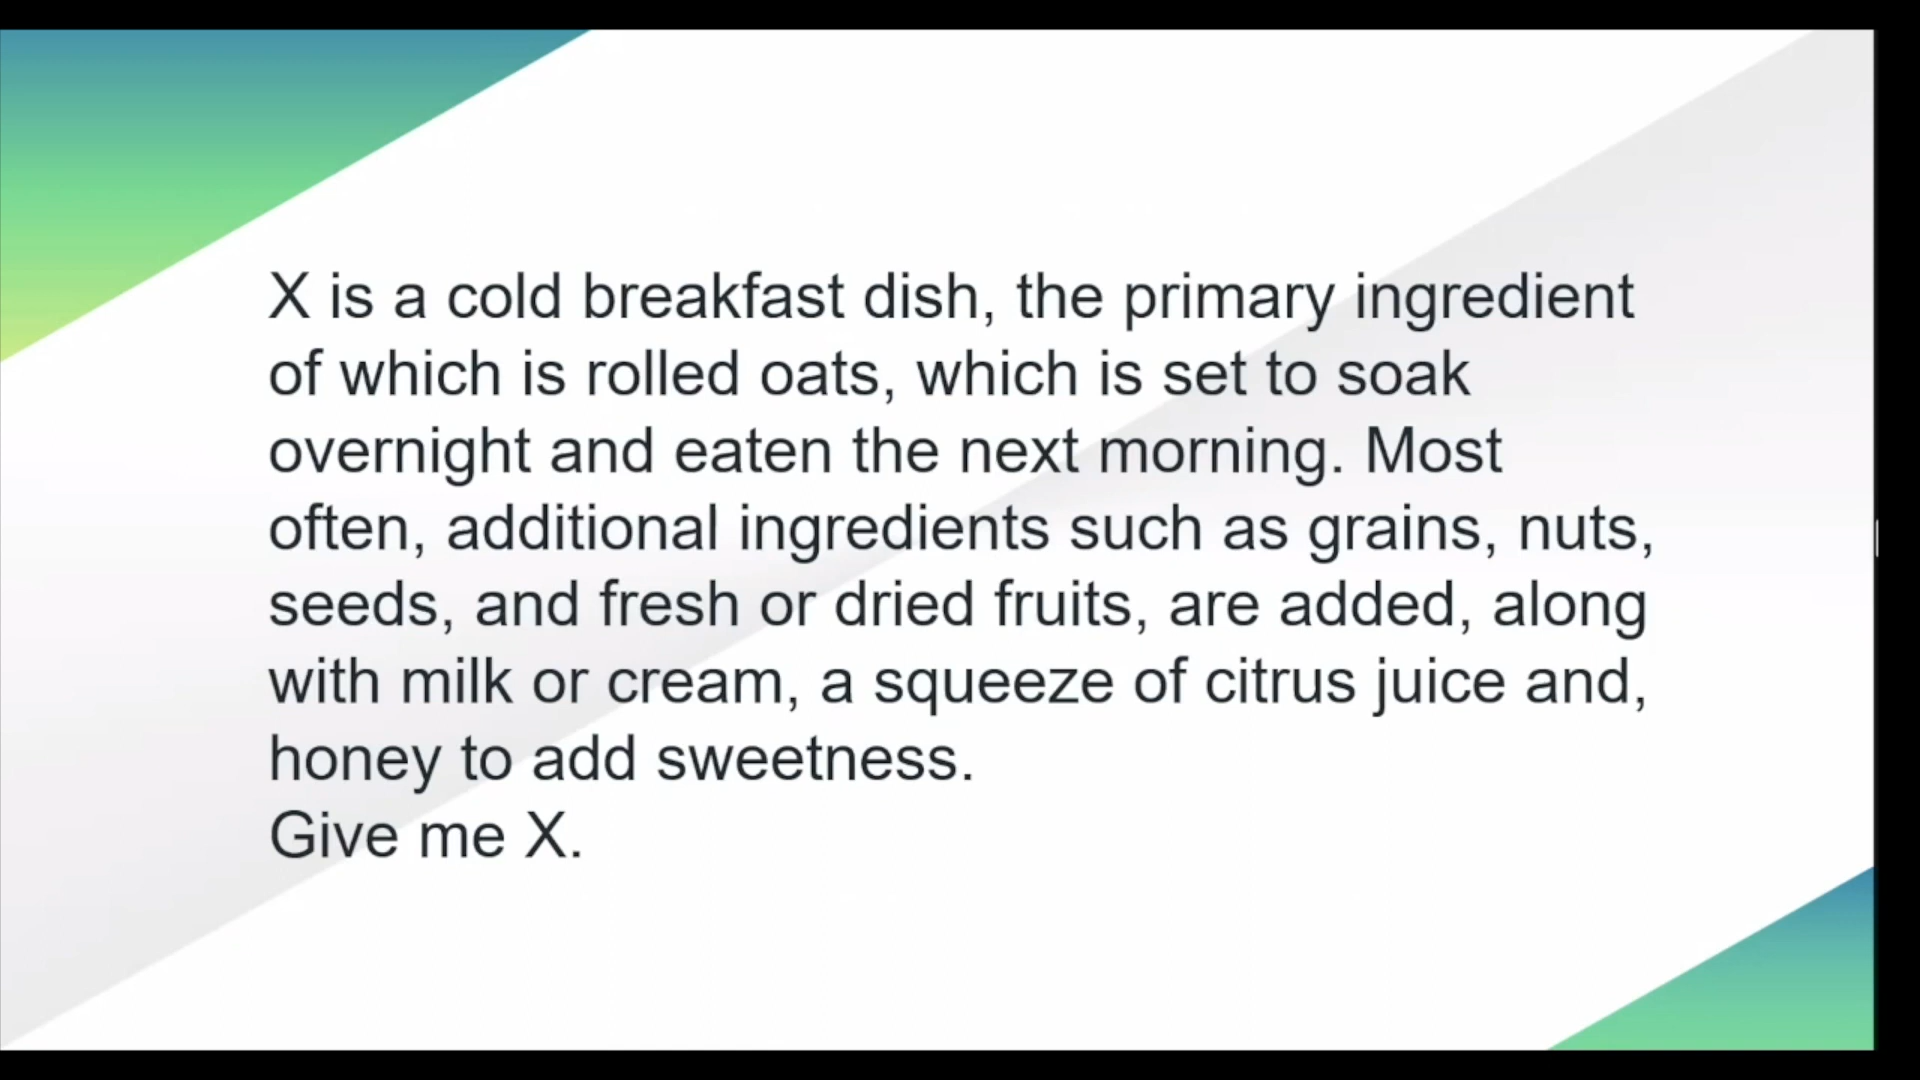 X is a cold breakfast dish, the primary ingredient
of which is rolled oats, which is set to soak
overnight and eaten the next morning. Most
often, additional ingredients such as grains, nuts,
seeds, and fresh or dried fruits, are added, along
with milk or cream, a squeeze of citrus juice and,
honey to add sweetness.
Give me X.